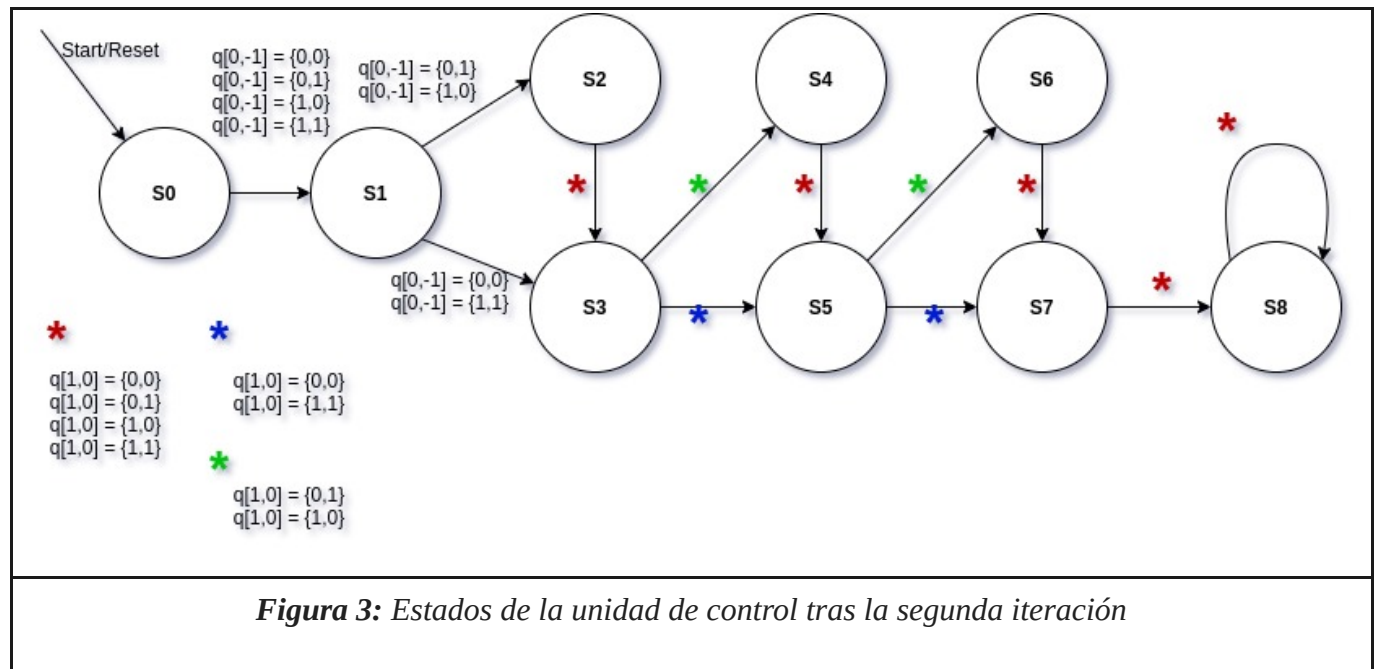 Start/Reset
q[0,-1] = {0,0}
q[0,-1] = {0,1}
q[0,-1] = {1,0}
q[0,-1] = {1,1}
q[0,-1] = {0,1}
q[0,-1] = {1,0}
S2
S4
S6
*
S0
S1
*
*
*
*
*
q[0,-1] = {0,0}
q[0,-1] = {1,1}
S3
*
S5
*
S7
*
S8
*
q[1,0] = {0,0}
q[1,0] = {0,1}
q[1,0] = {1,0}
q[1,0] = {1,1}
*
q[1,0] = {0,0}
q[1,0] = {1,1}
*
q[1,0] = {0,1}
q[1,0] = {1,0}
Figura 3: Estados de la unidad de control tras la segunda iteración